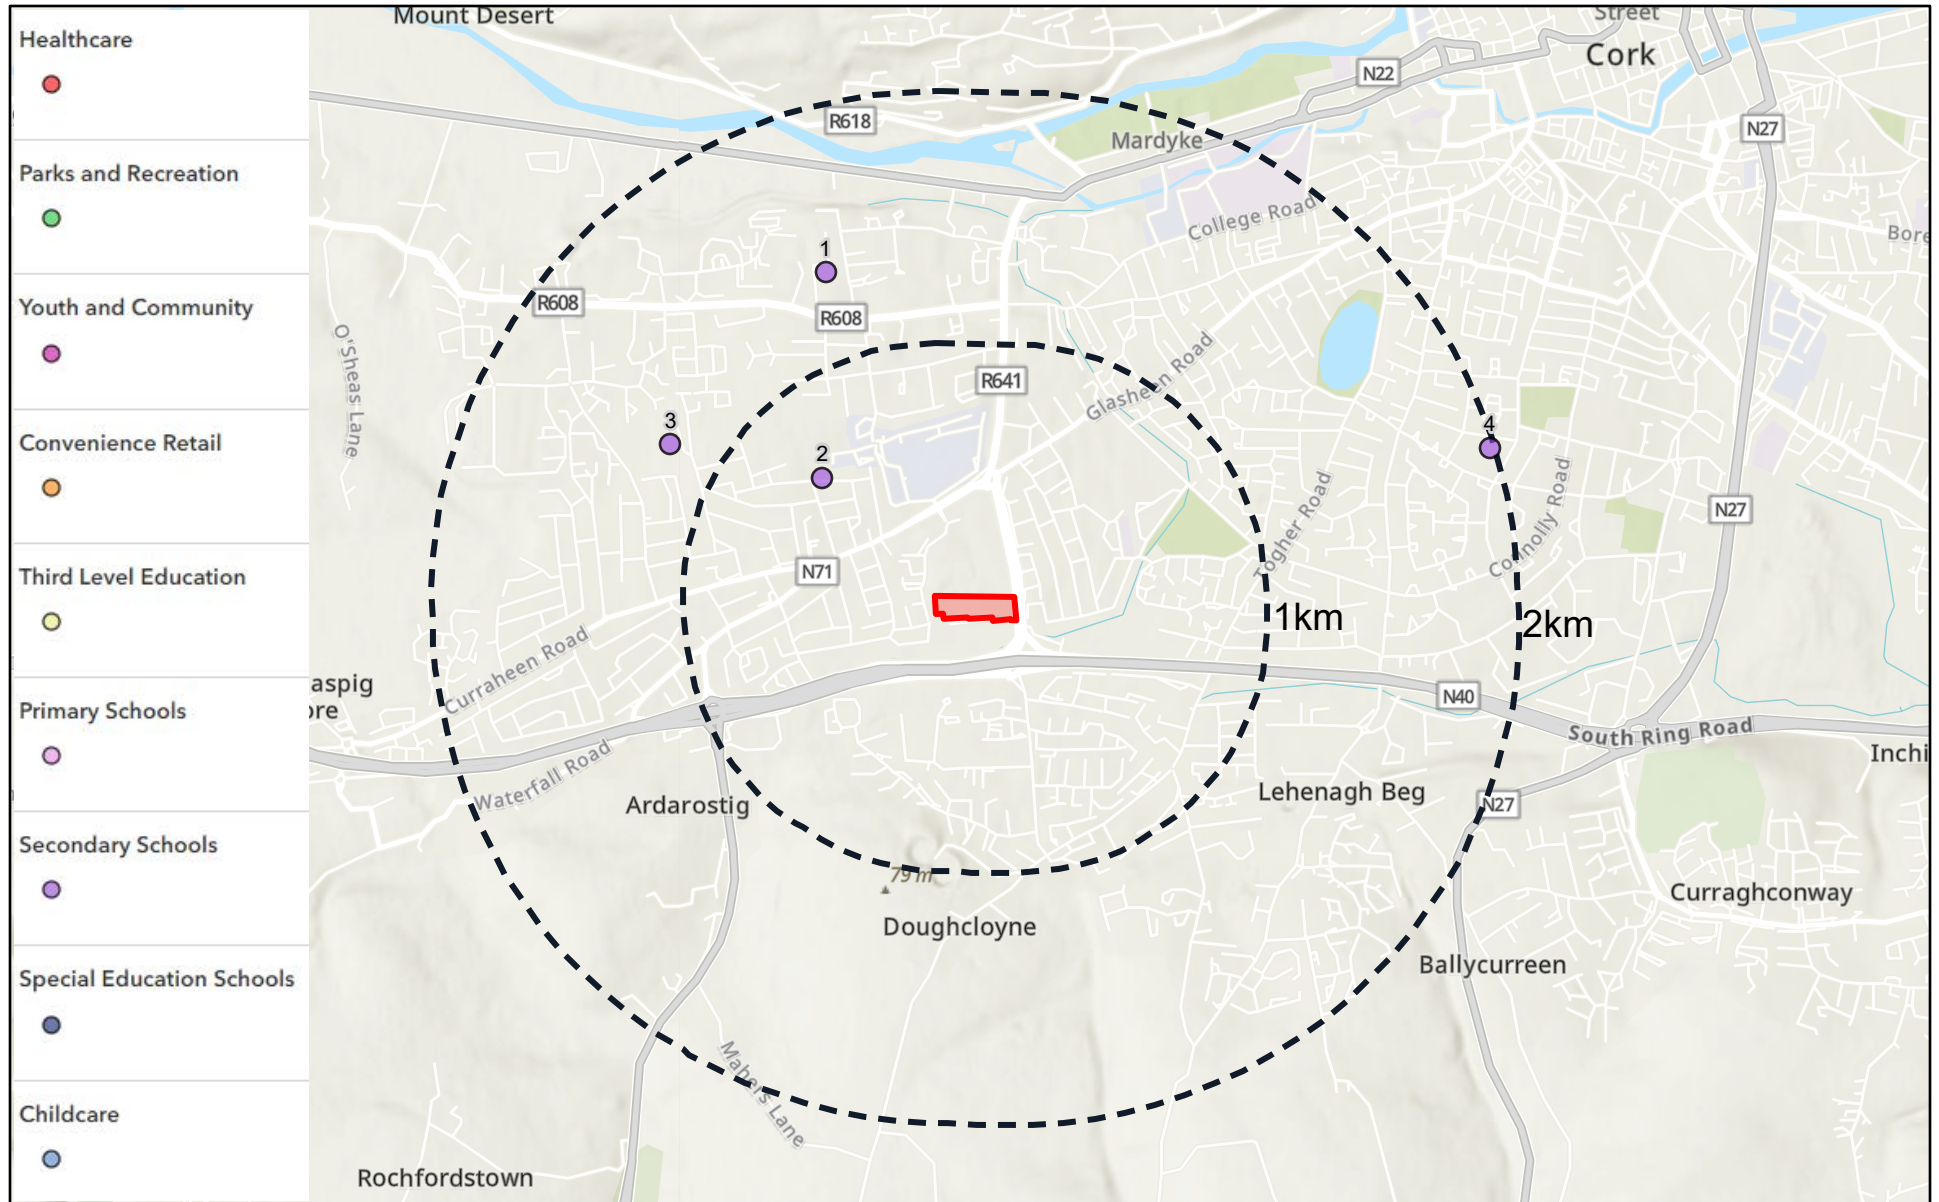 Healthcare
Parks and Recreation
Youth and Community
Convenience Retail
Third Level Education
Primary Schools
Secondary Schools
Special Education Schools
Childcare
Mount Desert
Street
Cork
N22
R618
N27
Mardyke
College Road
Bore
1
R608
R608
O'Sheas Lane
R641
Glasheen Road
3
2
4
Togher Road
Connolly Road
N27
N71
1km
2km
Curraheen Road
aspig
ore
N40
South Ring Road
Inchi
Waterfall Road
Ardarostig
Lehenagh Beg
N27
79 m
Doughcloyne
Curraghconway
Ballycurreen
Mahers Lane
Rochfordstown